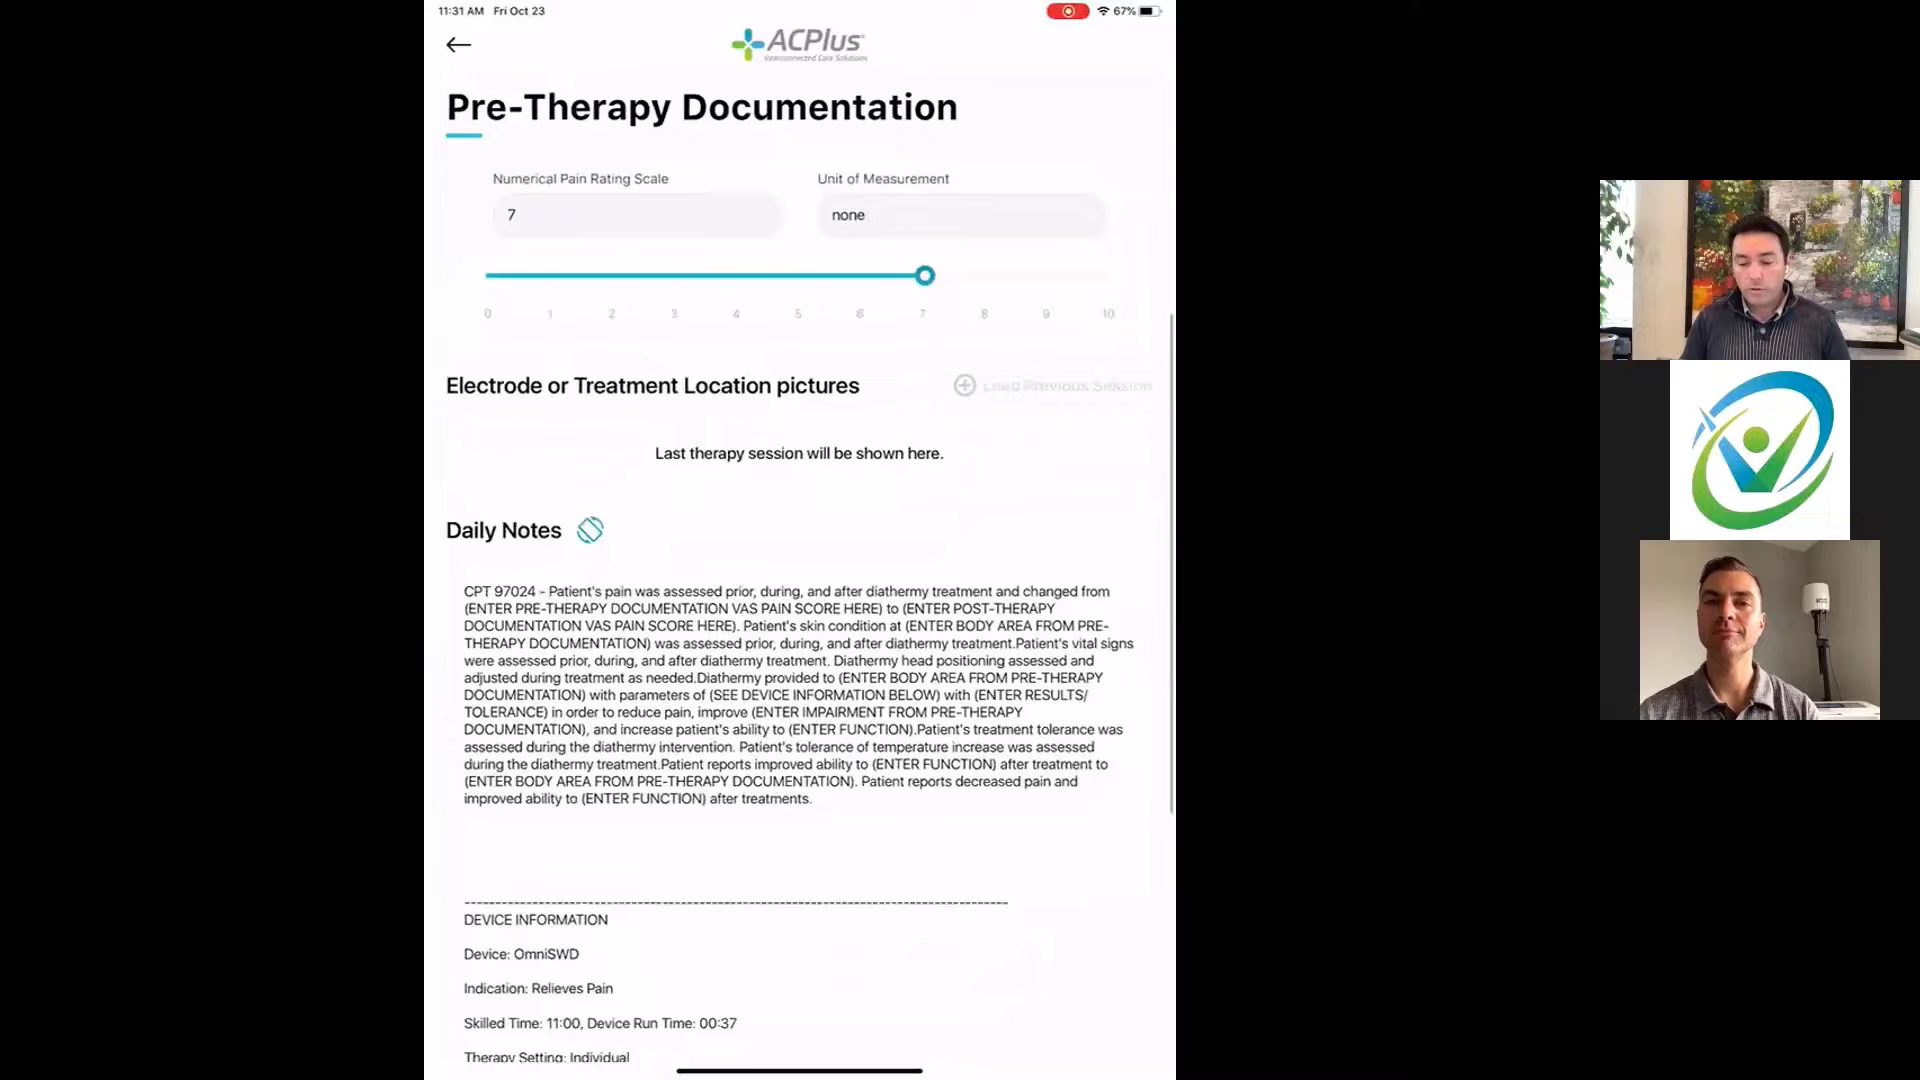 11:31 AM Fri Oct 23
67%
ACPlus
Interconnected Care Solutions
Pre-Therapy Documentation
Numerical Pain Rating Scale
Unit of Measurement
7
none
0 1 2 3 4 5 6 7 8 9 10
Electrode or Treatment Location pictures
Load Previous Session
Last therapy session will be shown here.
Daily Notes
CPT 97024 - Patient's pain was assessed prior, during, and after diathermy treatment and changed from
(ENTER PRE-THERAPY DOCUMENTATION VAS PAIN SCORE HERE) to (ENTER POST-THERAPY
DOCUMENTATION VAS PAIN SCORE HERE). Patient's skin condition at (ENTER BODY AREA FROM PRE-
THERAPY DOCUMENTATION) was assessed prior, during, and after diathermy treatment.Patient's vital signs
were assessed prior, during, and after diathermy treatment. Diathermy head positioning assessed and
adjusted during treatment as needed.Diathermy provided to (ENTER BODY AREA FROM PRE-THERAPY
DOCUMENTATION) with parameters of (SEE DEVICE INFORMATION BELOW) with (ENTER RESULTS/
TOLERANCE) in order to reduce pain, improve (ENTER IMPAIRMENT FROM PRE-THERAPY
DOCUMENTATION), and increase patient's ability to (ENTER FUNCTION).Patient's treatment tolerance was
assessed during the diathermy intervention. Patient's tolerance of temperature increase was assessed
during the diathermy treatment.Patient reports improved ability to (ENTER FUNCTION) after treatment to
(ENTER BODY AREA FROM PRE-THERAPY DOCUMENTATION). Patient reports decreased pain and
improved ability to (ENTER FUNCTION) after treatments.
DEVICE INFORMATION
Device: OmniSWD
Indication: Relieves Pain
Skilled Time: 11:00, Device Run Time: 00:37
Therapy Setting: Individual